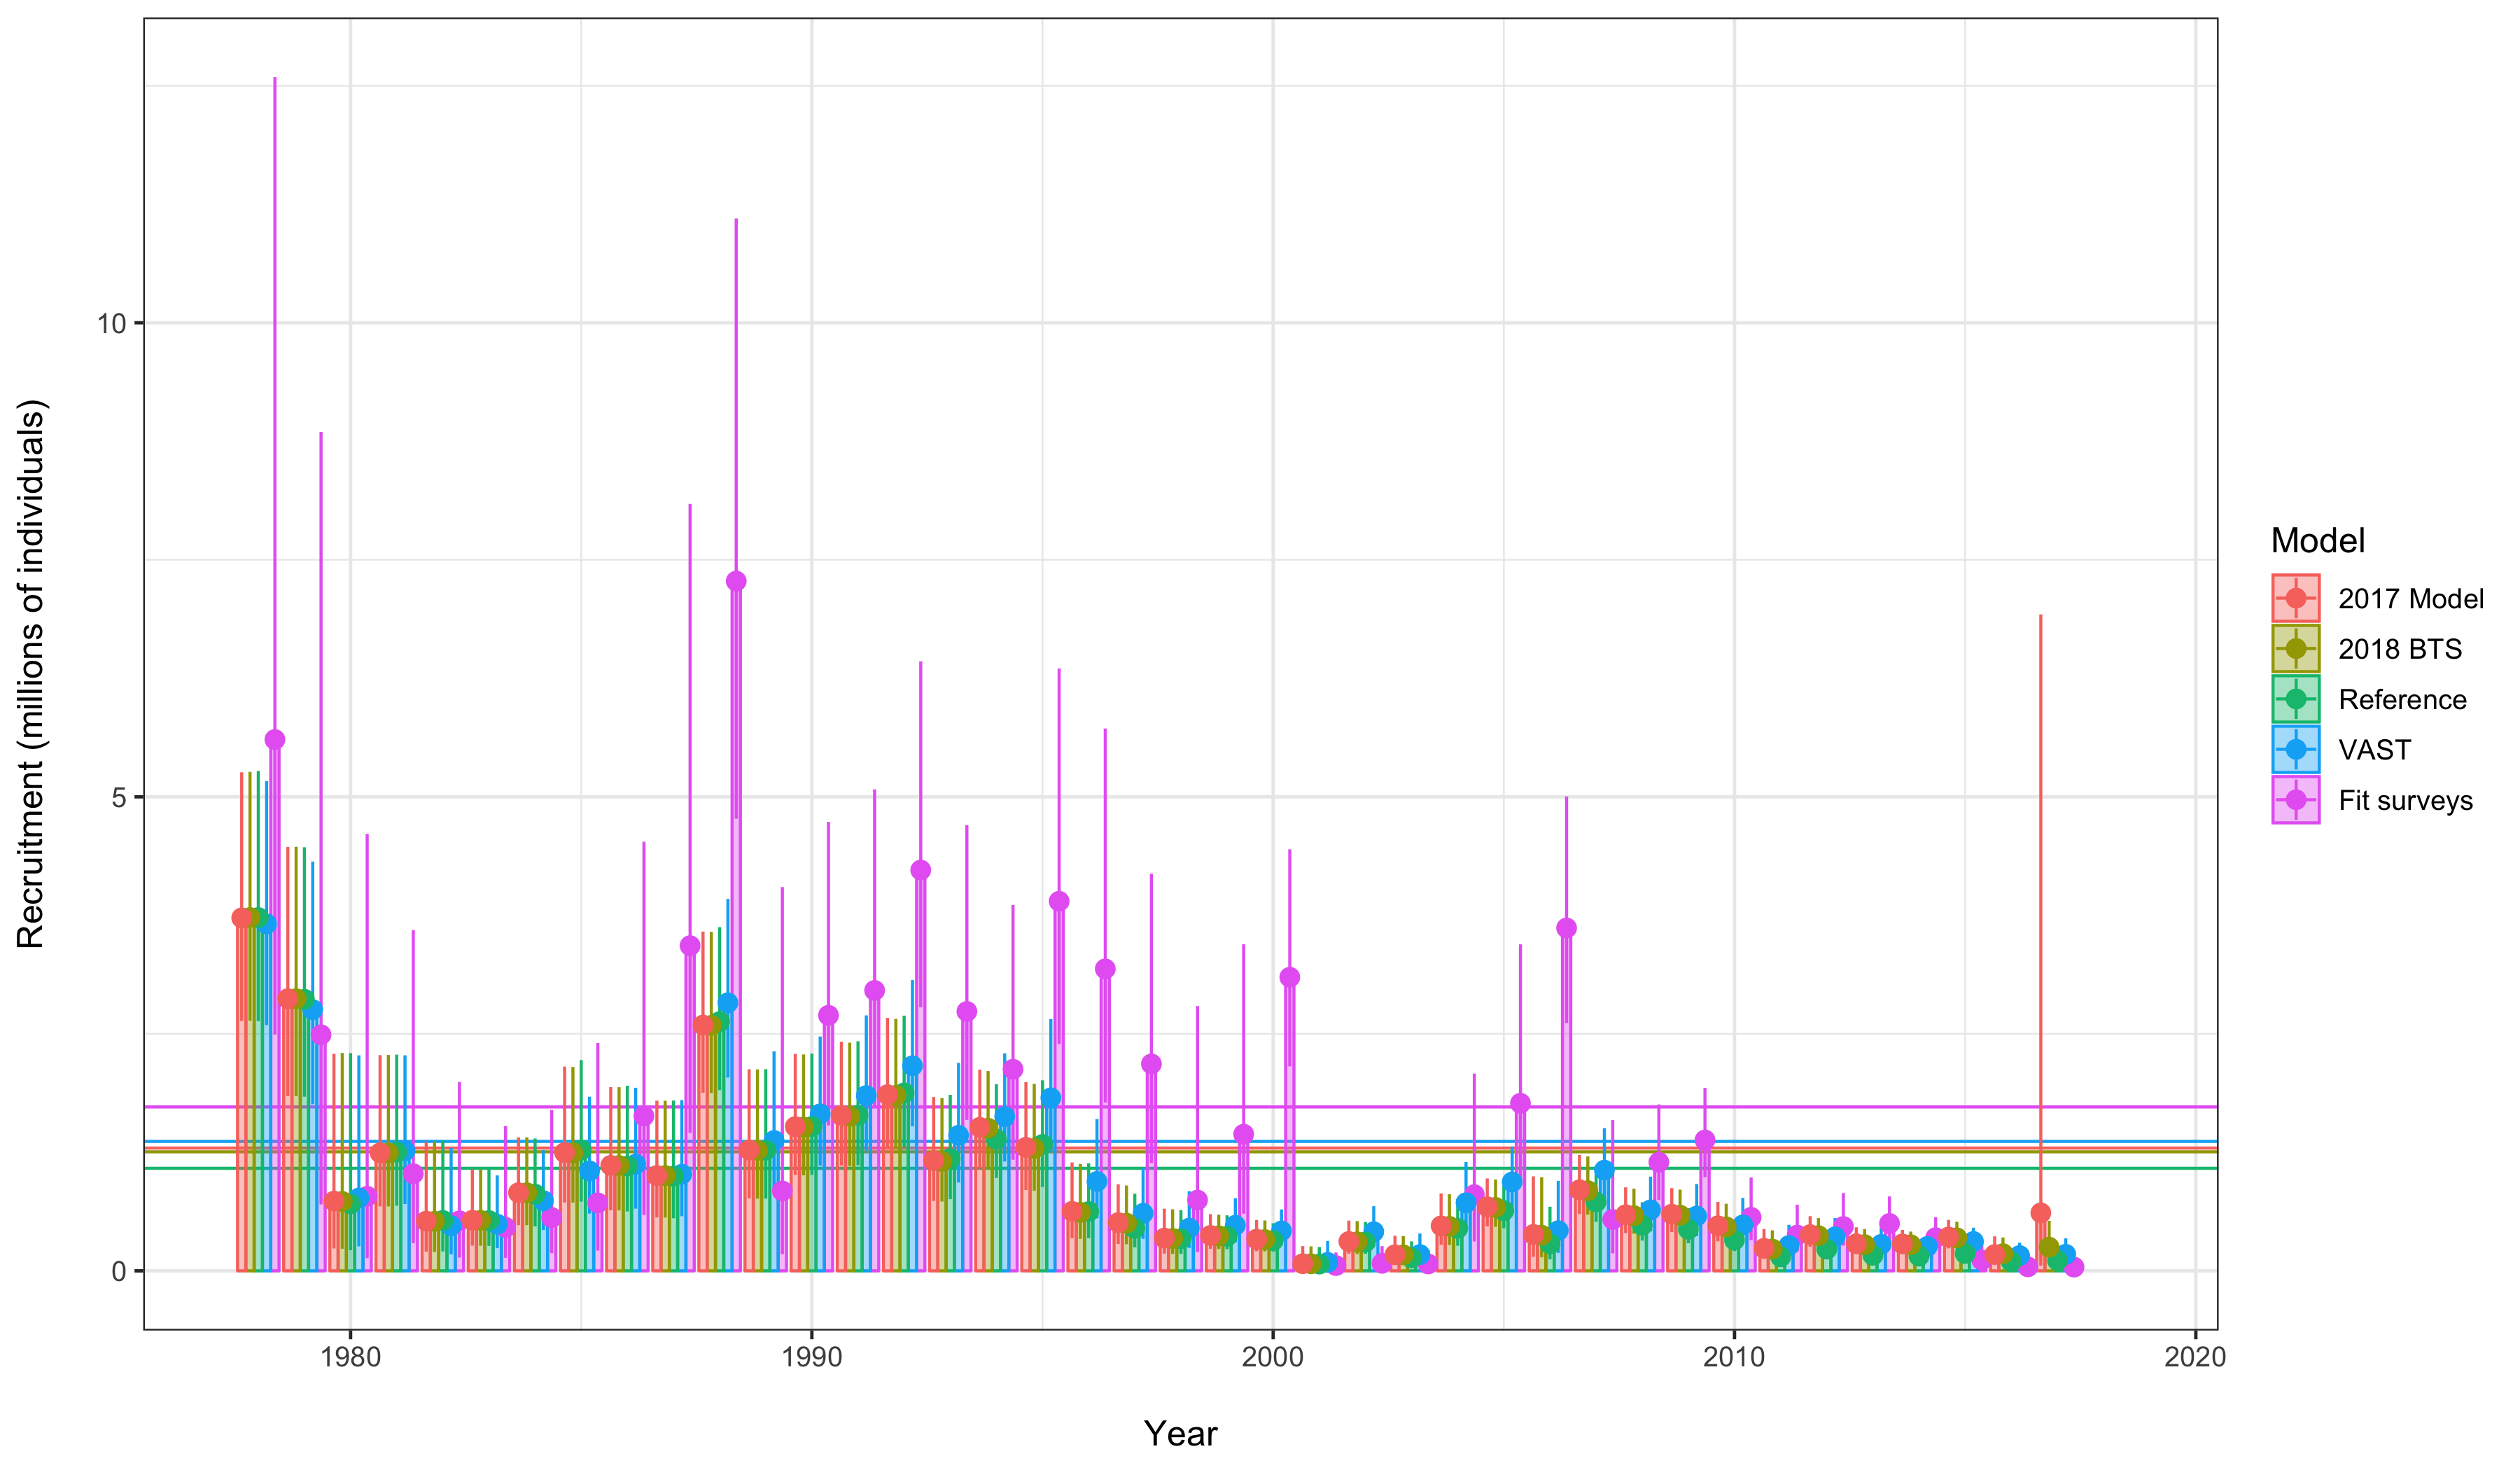 Recruitment (millions of individuals)
10
5
0
1980
1990
2000
2010
2020
Year
Model
2017 Model
2018 BTS
Reference
VAST
Fit surveys